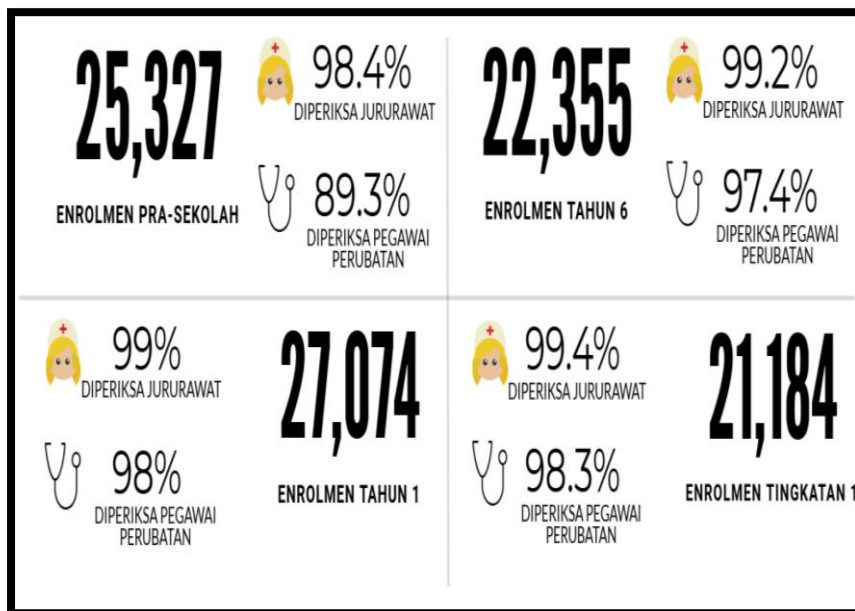 25,327
ENROLMEN PRA-SEKOLAH
98.4%
DIPERIKSA JURURAWAT
89.3%
DIPERIKSA PEGAWAI
PERUBATAN
22,355
ENROLMEN TAHUN 6
99.2%
DIPERIKSA JURURAWAT
97.4%
DIPERIKSA PEGAWAI
PERUBATAN
99%
DIPERIKSA JURURAWAT
98%
DIPERIKSA PEGAWAI
PERUBATAN
27,074
ENROLMEN TAHUN 1
99.4%
DIPERIKSA JURURAWAT
98.3%
DIPERIKSA PEGAWAI
PERUBATAN
21,184
ENROLMEN TINGKATAN 1